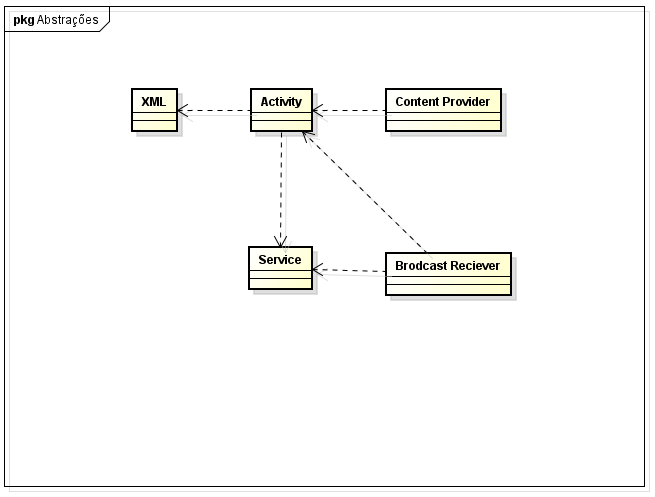 pkg Abstrações
XML
Activity
Content Provider
Service
Brodcast Reciever